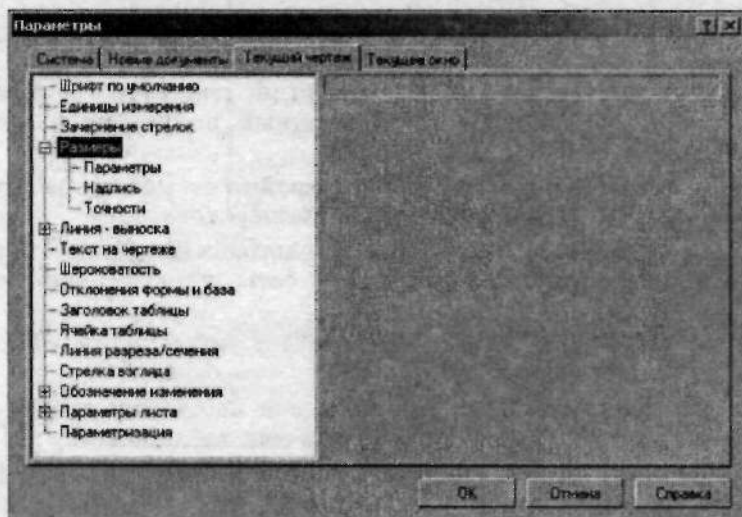 Параметры
Система Новые документы Текущий чертеж Текущее окно
Шрифт по умолчанию
Единицы измерения
Зачернение стрелок
Размеры
Параметры
Надпись
Точности
Линия - выноска
Текст на чертеже
Шероховатость
Отклонения формы и база
Заголовок таблицы
Ячейка таблицы
Линия разреза/сечения
Стрелка взгляда
Обозначение изменения
Параметры листа
Параметризация
OK Отмена Справка